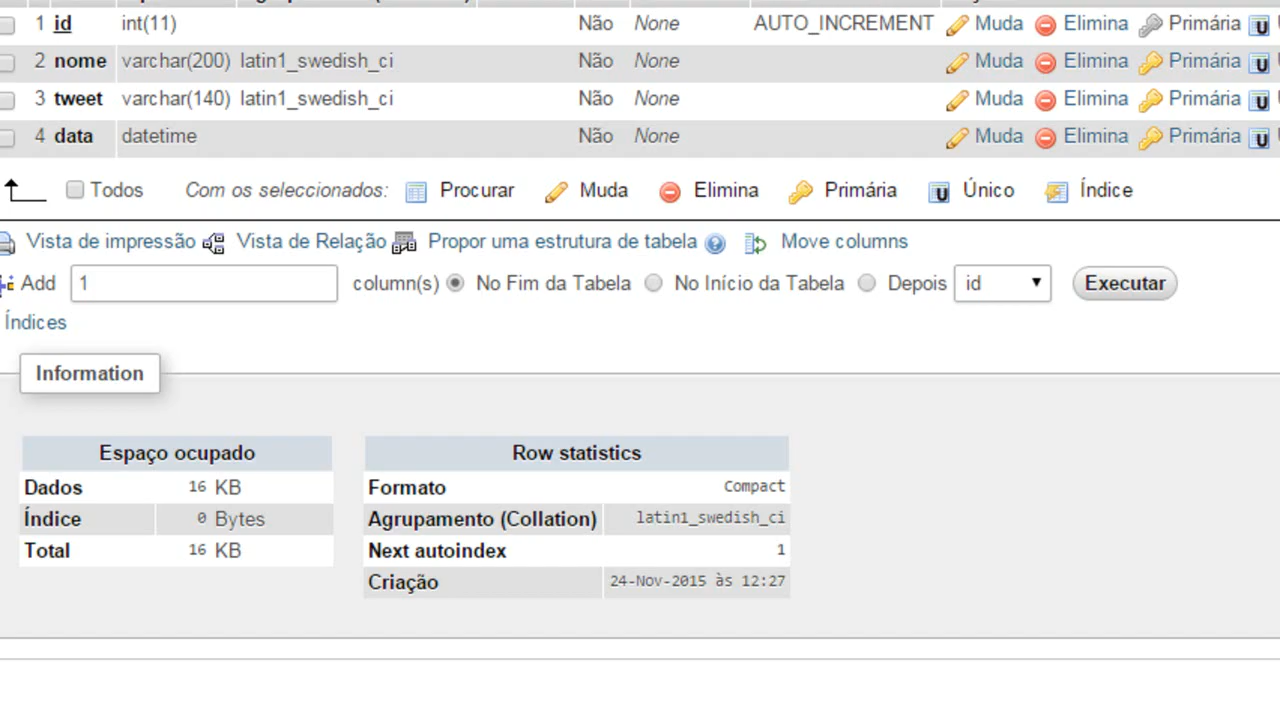 1 id int(11) Não None AUTO_INCREMENT Muda Elimina Primária
2 nome varchar(200) latin1_swedish_ci Não None Muda Elimina Primária
3 tweet varchar(140) latin1_swedish_ci Não None Muda Elimina Primária
4 data datetime Não None Muda Elimina Primária
Todos Com os seleccionados: Procurar Muda Elimina Primária Único Índice
Vista de impressão Vista de Relação Propor uma estrutura de tabela Move columns
Add 1 column(s) No Fim da Tabela No Início da Tabela Depois id Executar
Índices
Information
Espaço ocupado Row statistics
Dados 16 KB Formato Compact
Índice 0 Bytes Agrupamento (Collation) latin1_swedish_ci
Total 16 KB Next autoindex 1
Criação 24-Nov-2015 às 12:27